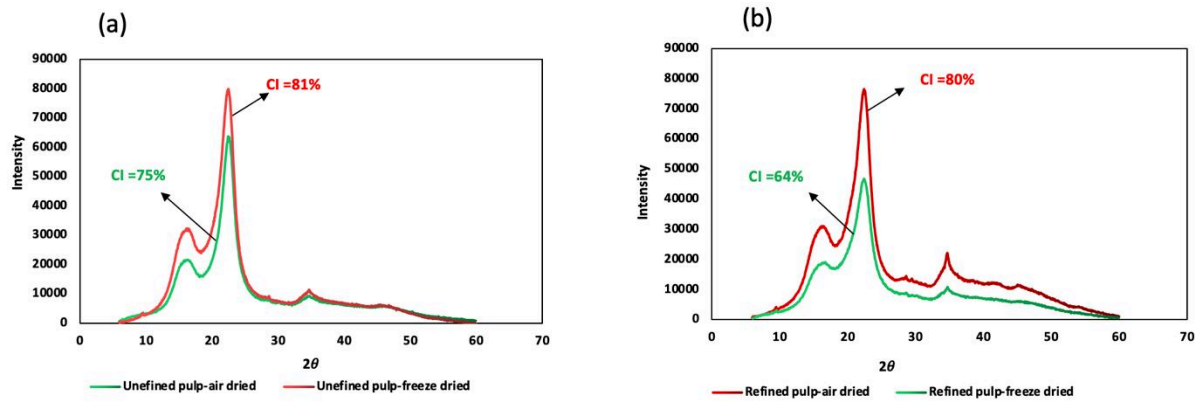 (a)
90000
80000
70000
60000
50000
40000
30000
20000
10000
0
Intensity
CI =81%
CI =75%
0 10 20 30 40 50 60 70
2θ
Unefined pulp-air dried Unefined pulp-freeze dried
(b)
90000
80000
70000
60000
50000
40000
30000
20000
10000
0
Intensity
CI =80%
CI =64%
0 10 20 30 40 50 60 70
2θ
Refined pulp-air dried Refined pulp-freeze dried